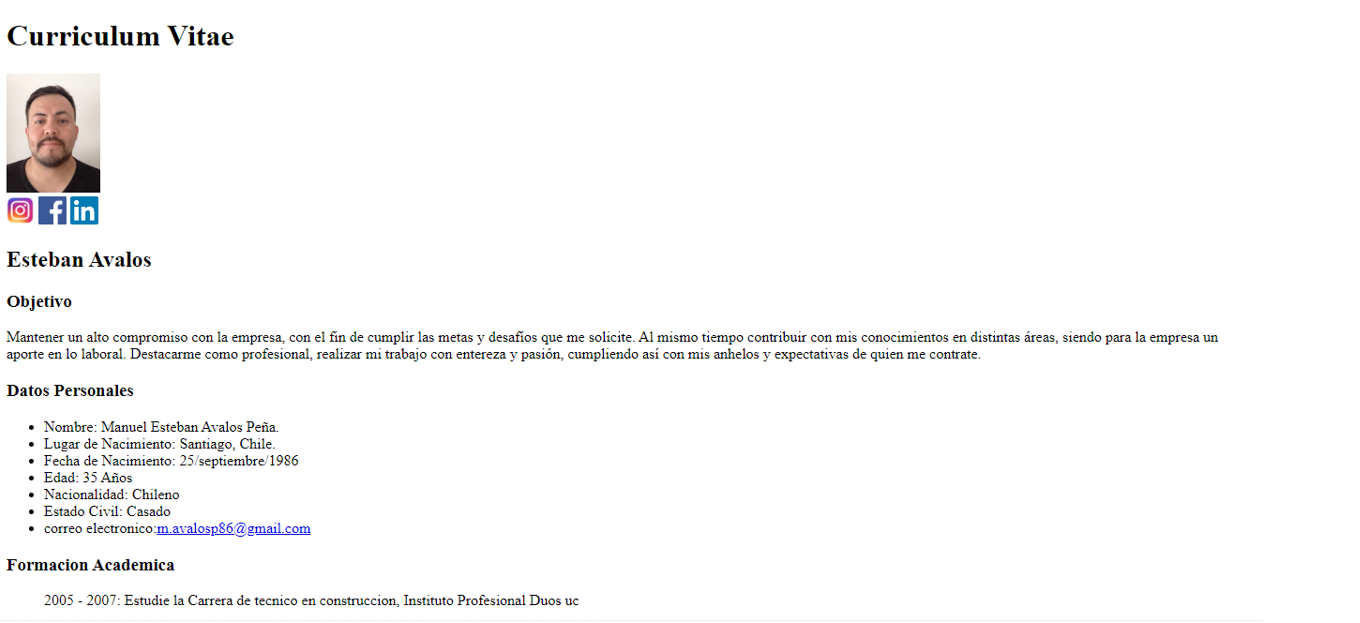 Curriculum Vitae
in
Esteban Avalos
Objetivo
Mantener un alto compromiso con la empresa, con el fin de cumplir las metas y desafíos que me solicite. Al mismo tiempo contribuir con mis conocimientos en distintas áreas, siendo para la empresa un
aporte en lo laboral. Destacarme como profesional, realizar mi trabajo con entereza y pasión, cumpliendo así con mis anhelos y expectativas de quien me contrate.
Datos Personales
• Nombre: Manuel Esteban Avalos Peña.
• Lugar de Nacimiento: Santiago, Chile.
• Fecha de Nacimiento: 25/septiembre/1986
• Edad: 35 Años
• Nacionalidad: Chileno
• Estado Civil: Casado
• correo electronico:m.avalosp86@gmail.com
Formacion Academica
2005 - 2007: Estudie la Carrera de tecnico en construccion, Instituto Profesional Duos uc